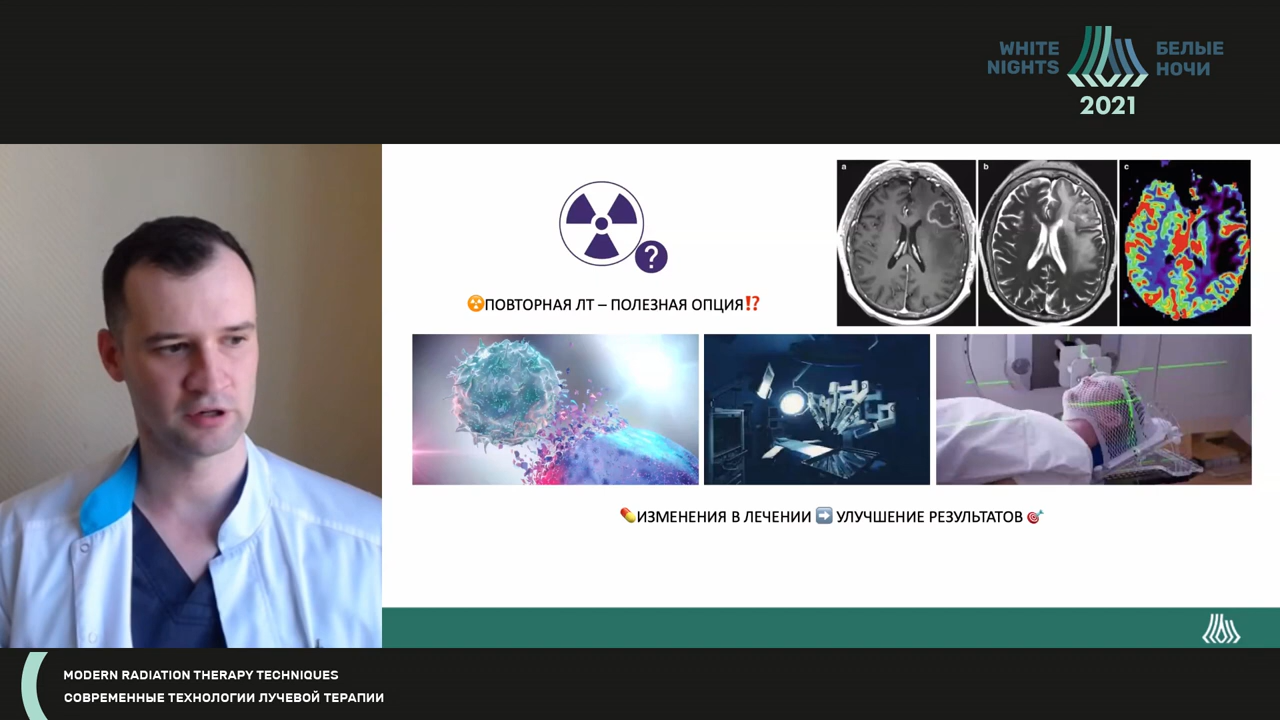 WHITE
NIGHTS
БЕЛЫЕ
НОЧИ
2021
?
☢ПОВТОРНАЯ ЛТ – ПОЛЕЗНАЯ ОПЦИЯ⁉
a
b
c
💊ИЗМЕНЕНИЯ В ЛЕЧЕНИИ ➡ УЛУЧШЕНИЕ РЕЗУЛЬТАТОВ 🎯
MODERN RADIATION THERAPY TECHNIQUES
СОВРЕМЕННЫЕ ТЕХНОЛОГИИ ЛУЧЕВОЙ ТЕРАПИИ